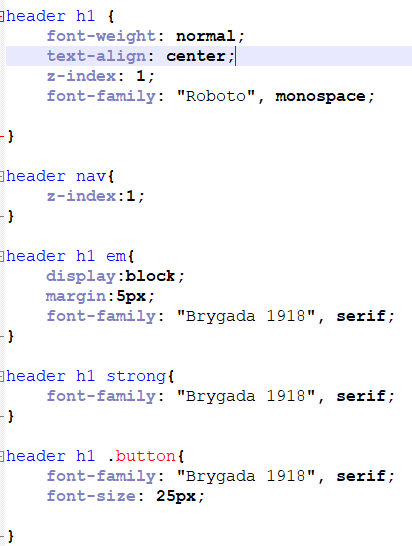 header h1 {
    font-weight: normal;
    text-align: center;
    z-index: 1;
    font-family: "Roboto", monospace;

}

header nav{
    z-index:1;
}

header h1 em{
    display:block;
    margin:5px;
    font-family: "Brygada 1918", serif;
}

header h1 strong{
    font-family: "Brygada 1918", serif;
}

header h1 .button{
    font-family: "Brygada 1918", serif;
    font-size: 25px;

}